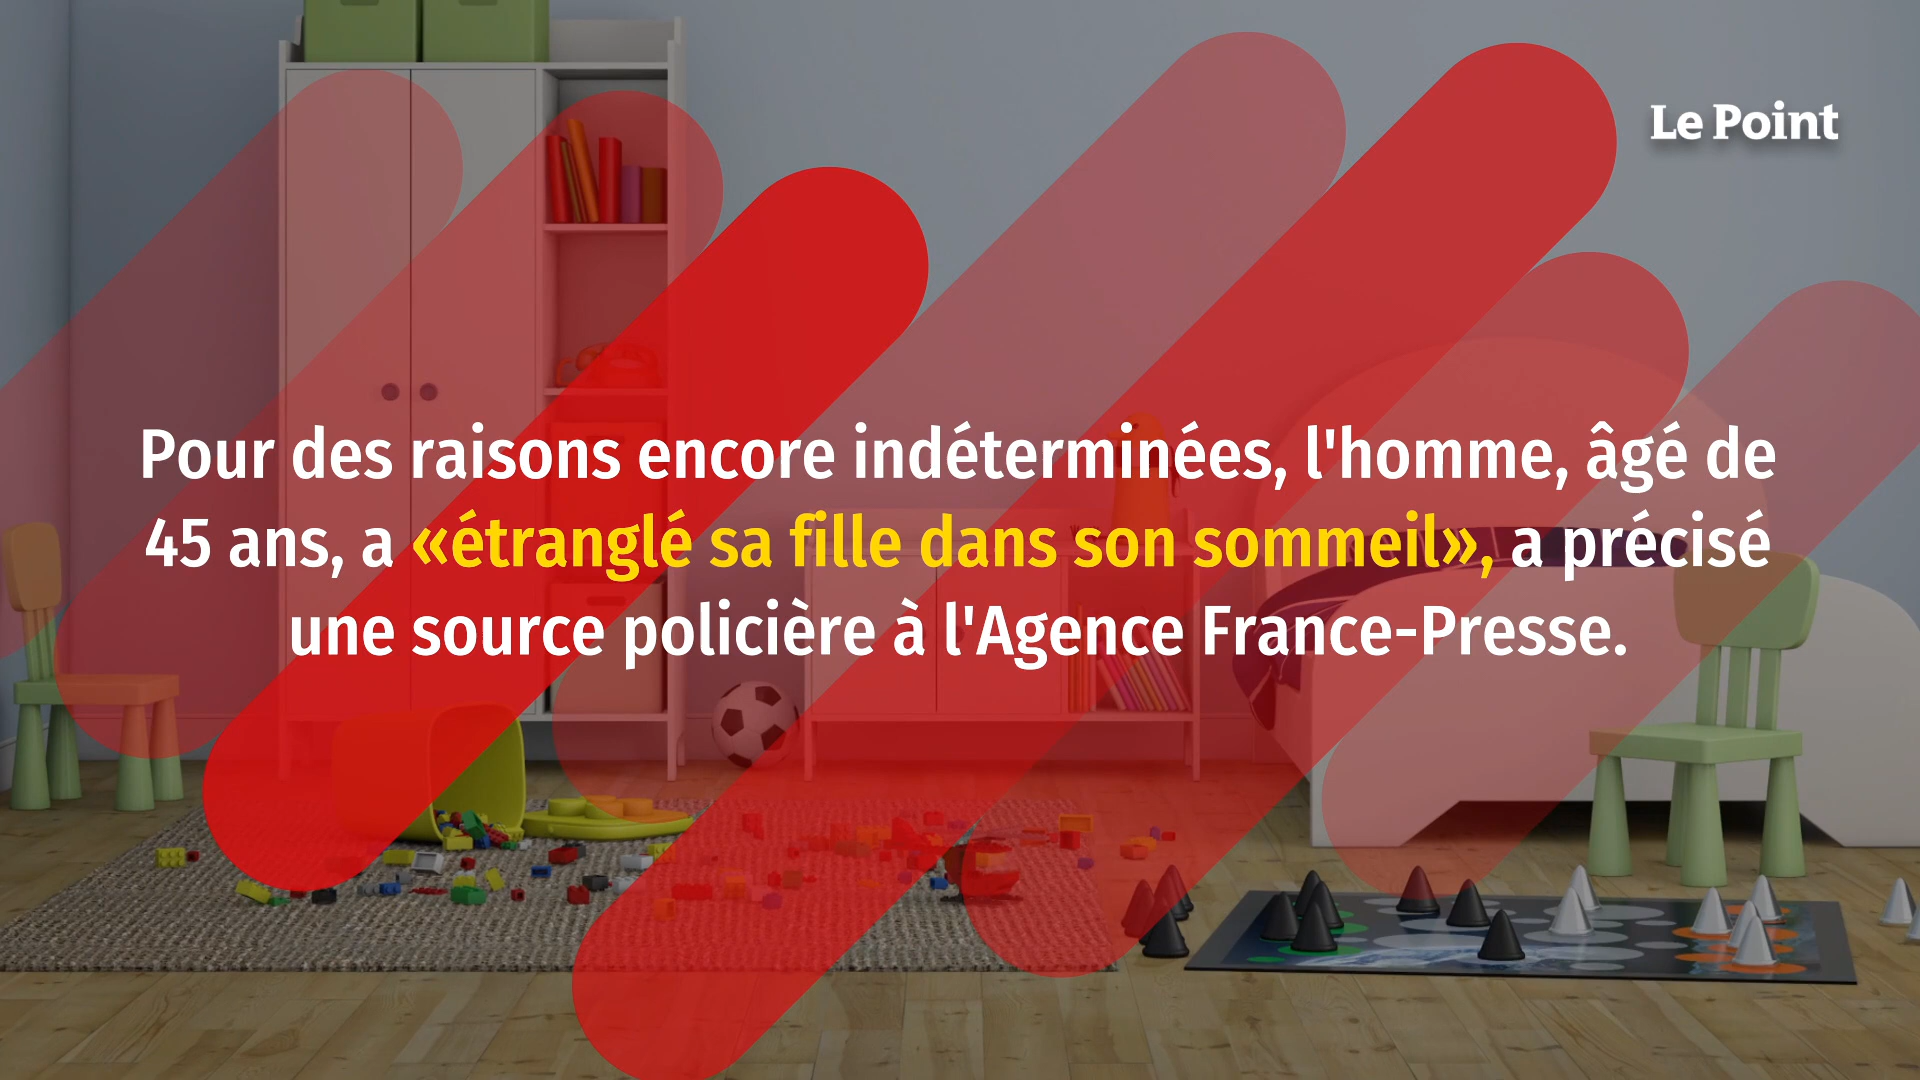 Le Point
Pour des raisons encore indéterminées, l'homme, âgé de
45 ans, a «étranglé sa fille dans son sommeil», a précisé
une source policière à l'Agence France-Presse.